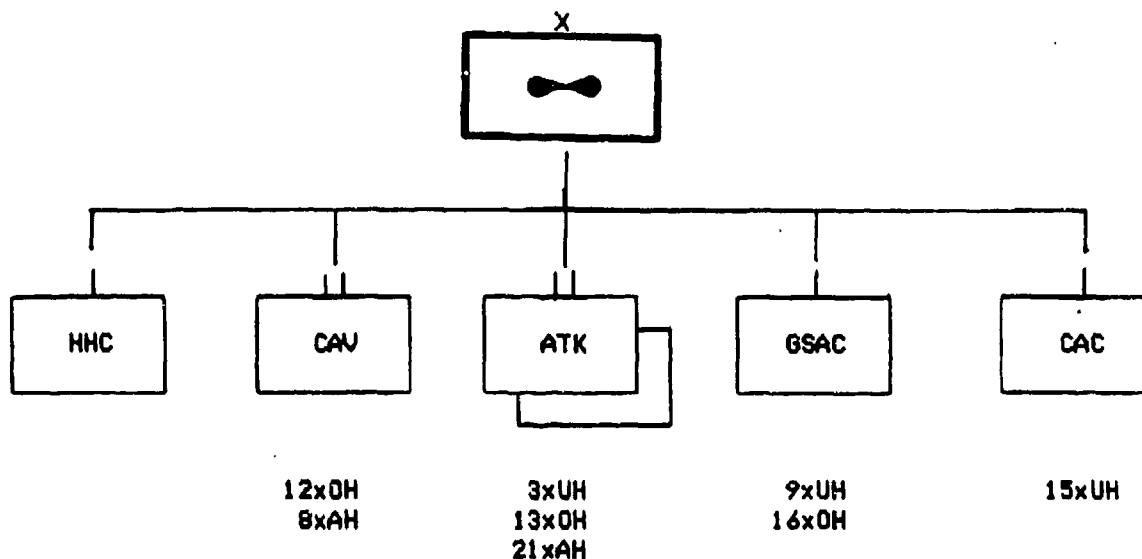 X
HHC
CAV
ATK
GSAC
CAC
12xOH
8xAH
3xUH
13xOH
21xAH
9xUH
16xOH
15xUH